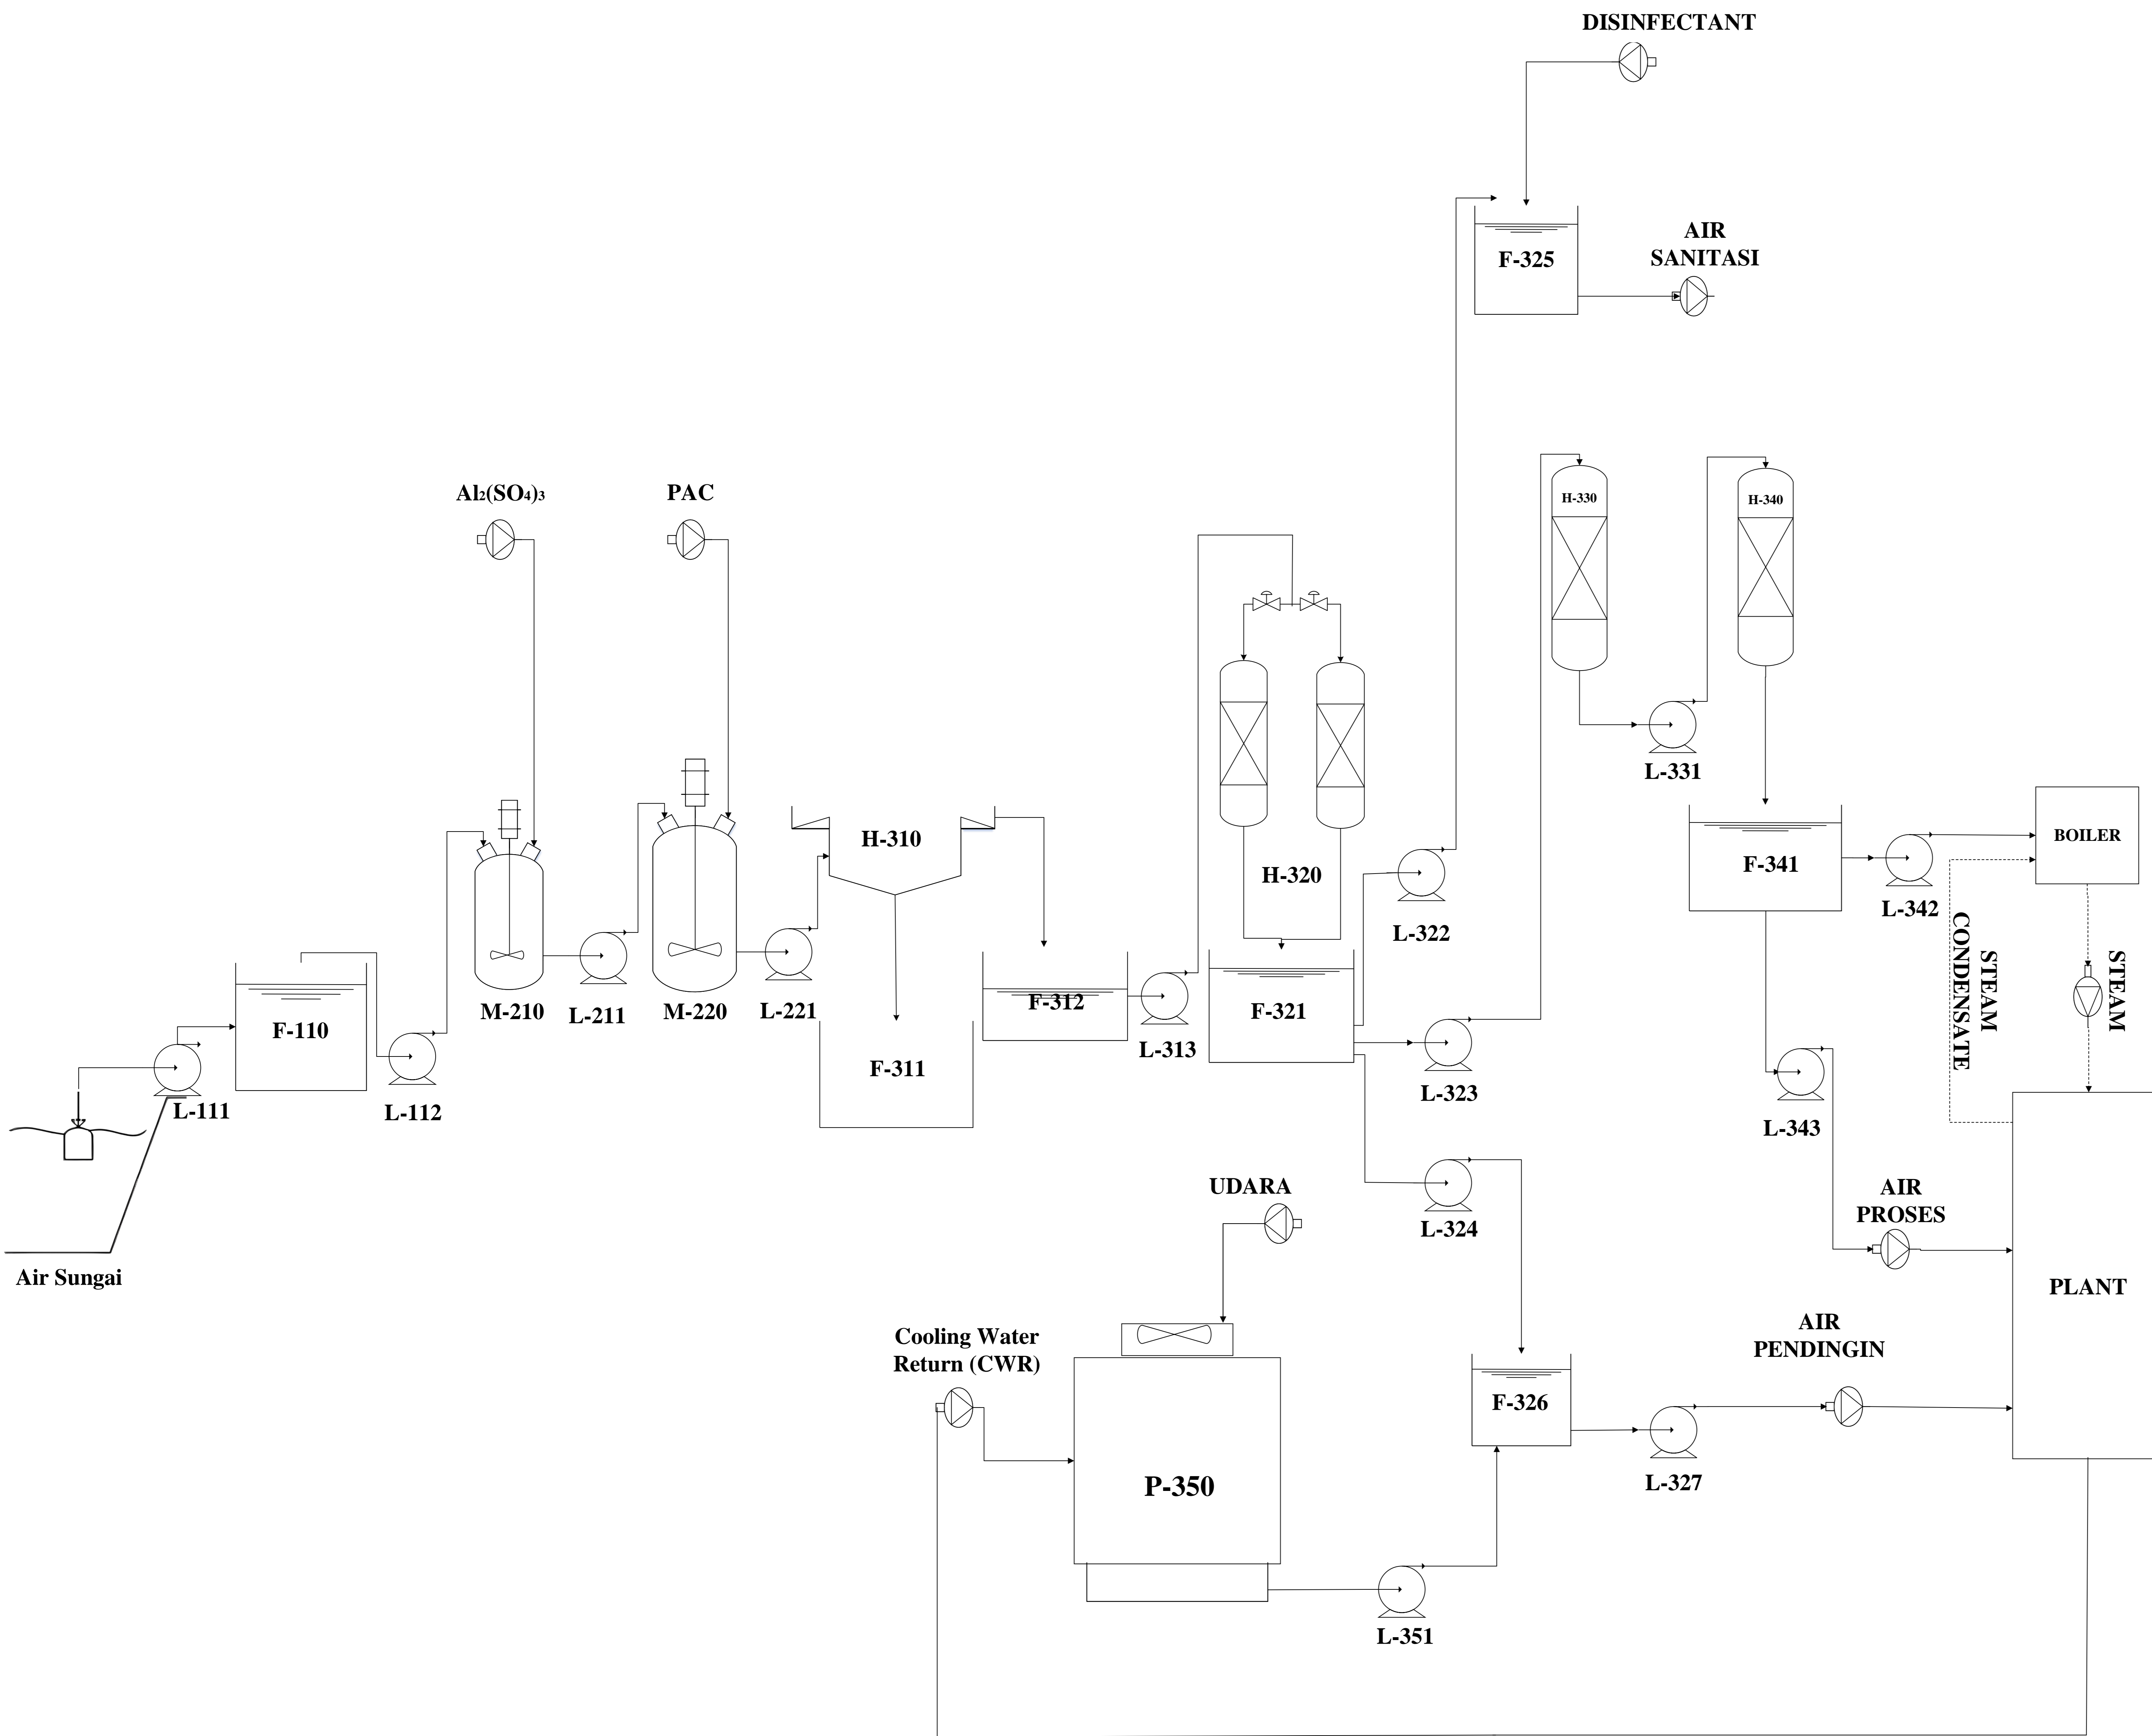 DISINFECTANT
AIR
SANITASI
F-325
Al₂(SO₄)₃
PAC
H-330
H-340
L-331
H-310
H-320
L-322
BOILER
F-341
L-342
STEAM
CONDENSATE
STEAM
M-210
L-211
M-220
L-221
F-312
F-321
F-110
L-313
F-311
L-323
L-111
L-112
L-343
UDARA
L-324
AIR
PROSES
Air Sungai
PLANT
Cooling Water
Return (CWR)
AIR
PENDINGIN
F-326
P-350
L-327
L-351